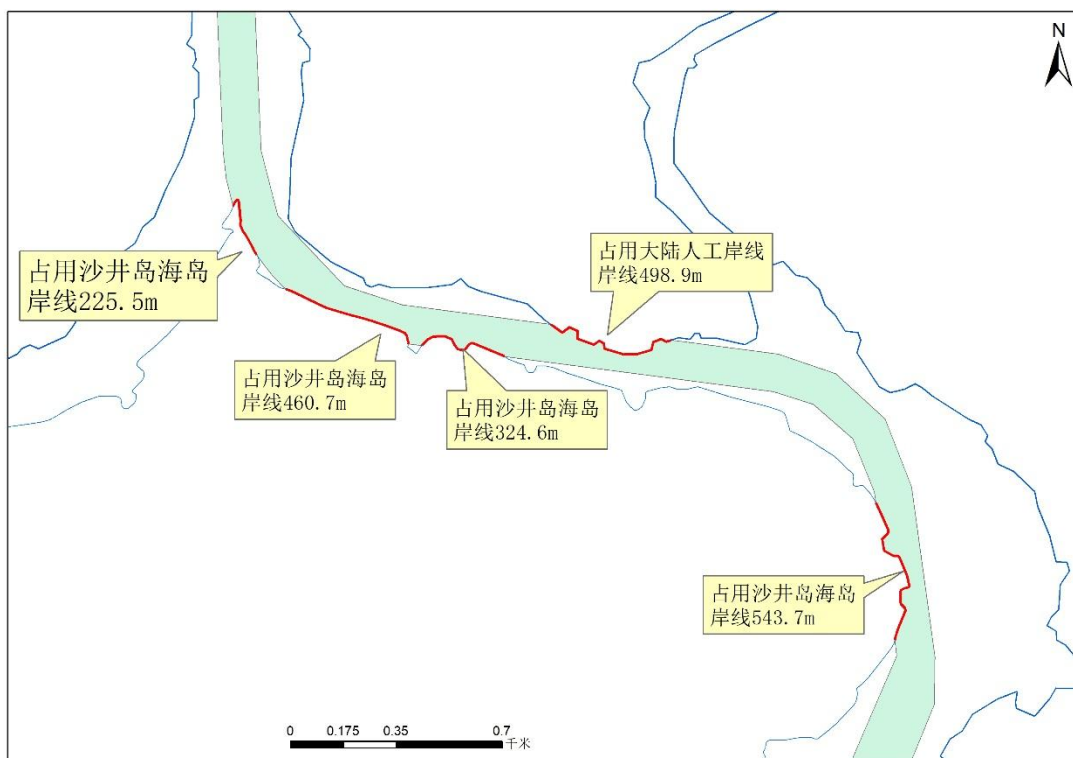 N
占用大陆人工岸线
岸线498.9m
占用沙井岛海岛
岸线225.5m
占用沙井岛海岛
岸线460.7m
占用沙井岛海岛
岸线324.6m
占用沙井岛海岛
岸线543.7m
0 0.175 0.35 0.7
千米